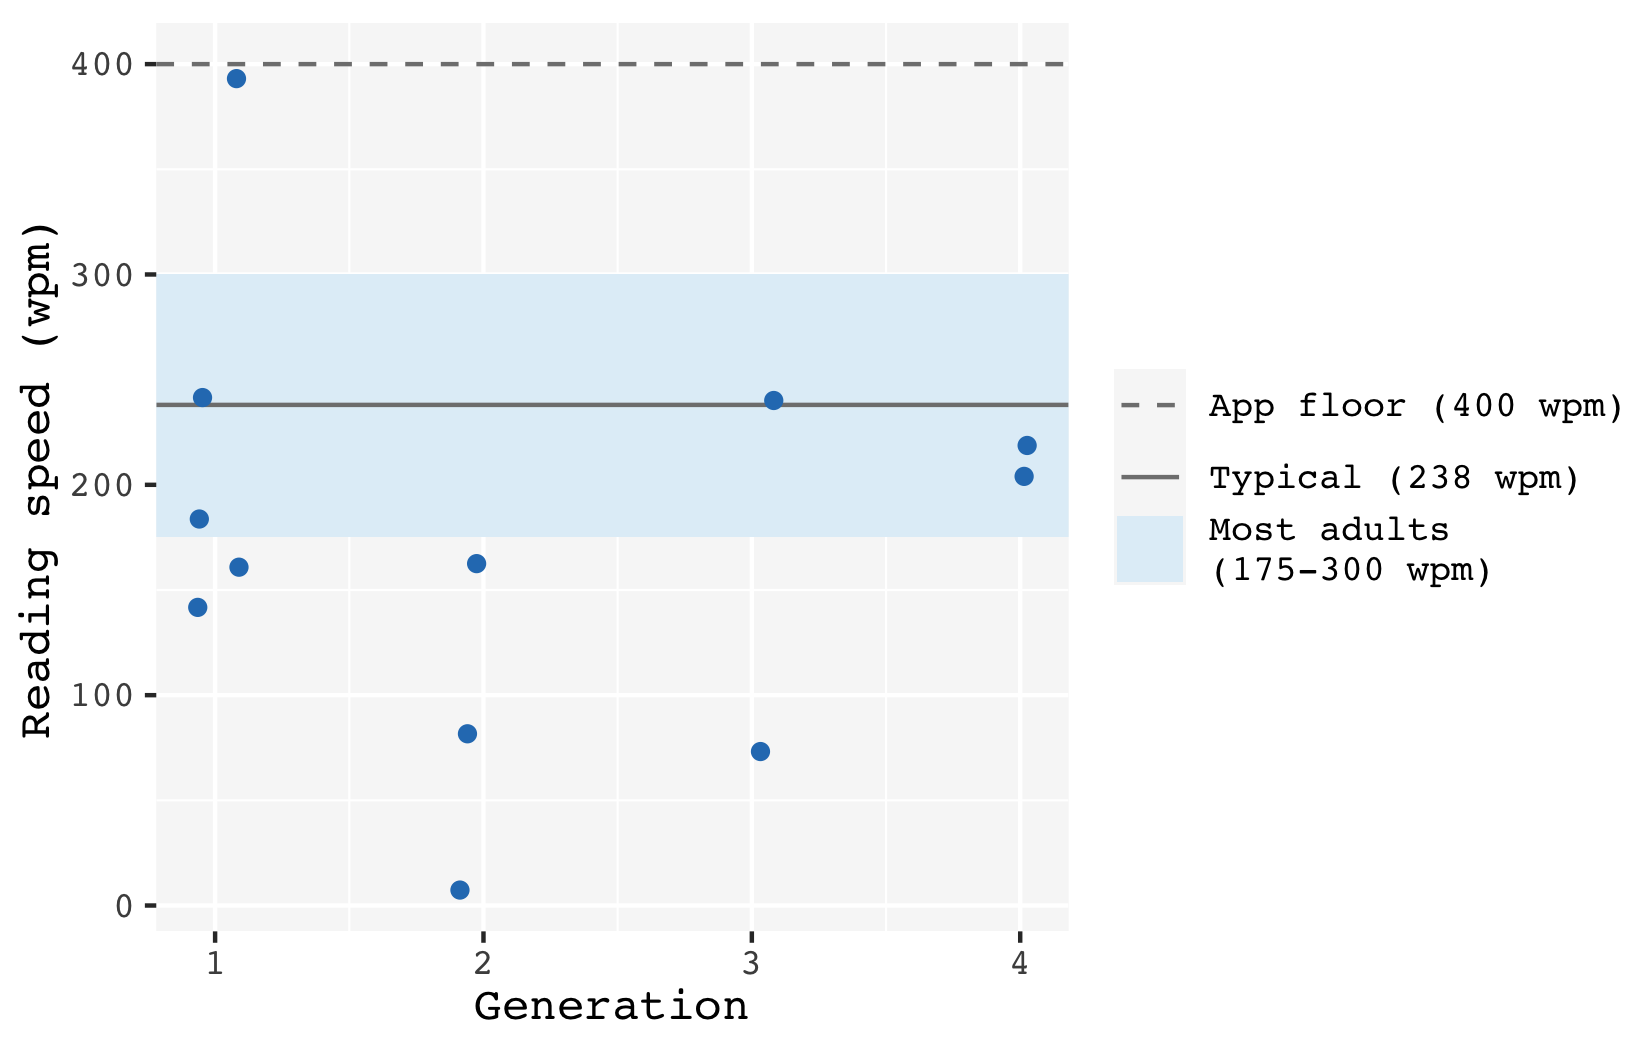 Reading speed (wpm)
400
300
200
100
0
1 2 3 4
Generation
App floor (400 wpm)
Typical (238 wpm)
Most adults
(175-300 wpm)